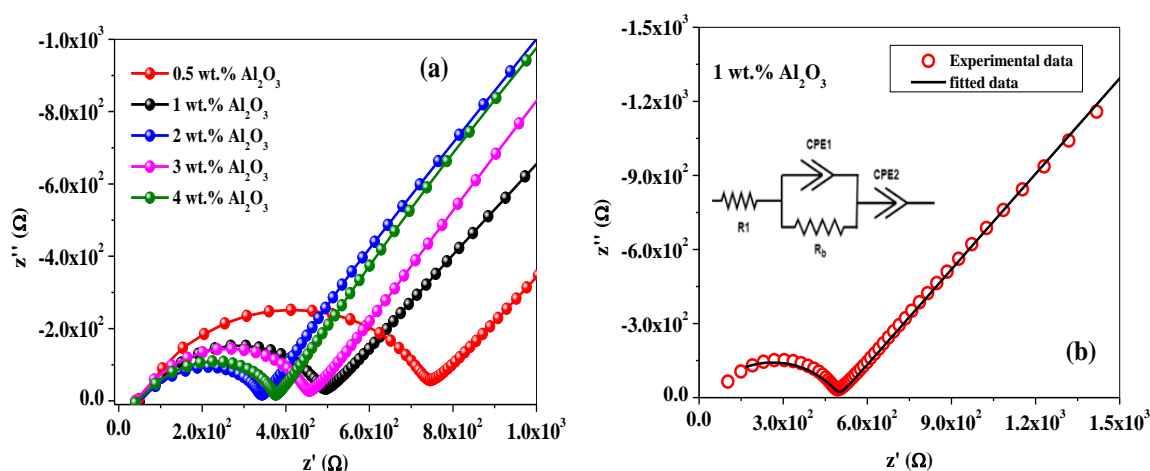 (a)
z'' (Ω)
-1.0x10³
-8.0x10²
-6.0x10²
-4.0x10²
-2.0x10²
0.0
0.5 wt.% Al₂O₃
1 wt.% Al₂O₃
2 wt.% Al₂O₃
3 wt.% Al₂O₃
4 wt.% Al₂O₃
0.0 2.0x10² 4.0x10² 6.0x10² 8.0x10² 1.0x10³
z' (Ω)
z'' (Ω)
-1.5x10³
-1.2x10³
-9.0x10²
-6.0x10²
-3.0x10²
0.0
1 wt.% Al₂O₃
Experimental data
fitted data
CPE1
CPE2
R1
R_b
(b)
0.0 3.0x10² 6.0x10² 9.0x10² 1.2x10³ 1.5x10³
z' (Ω)